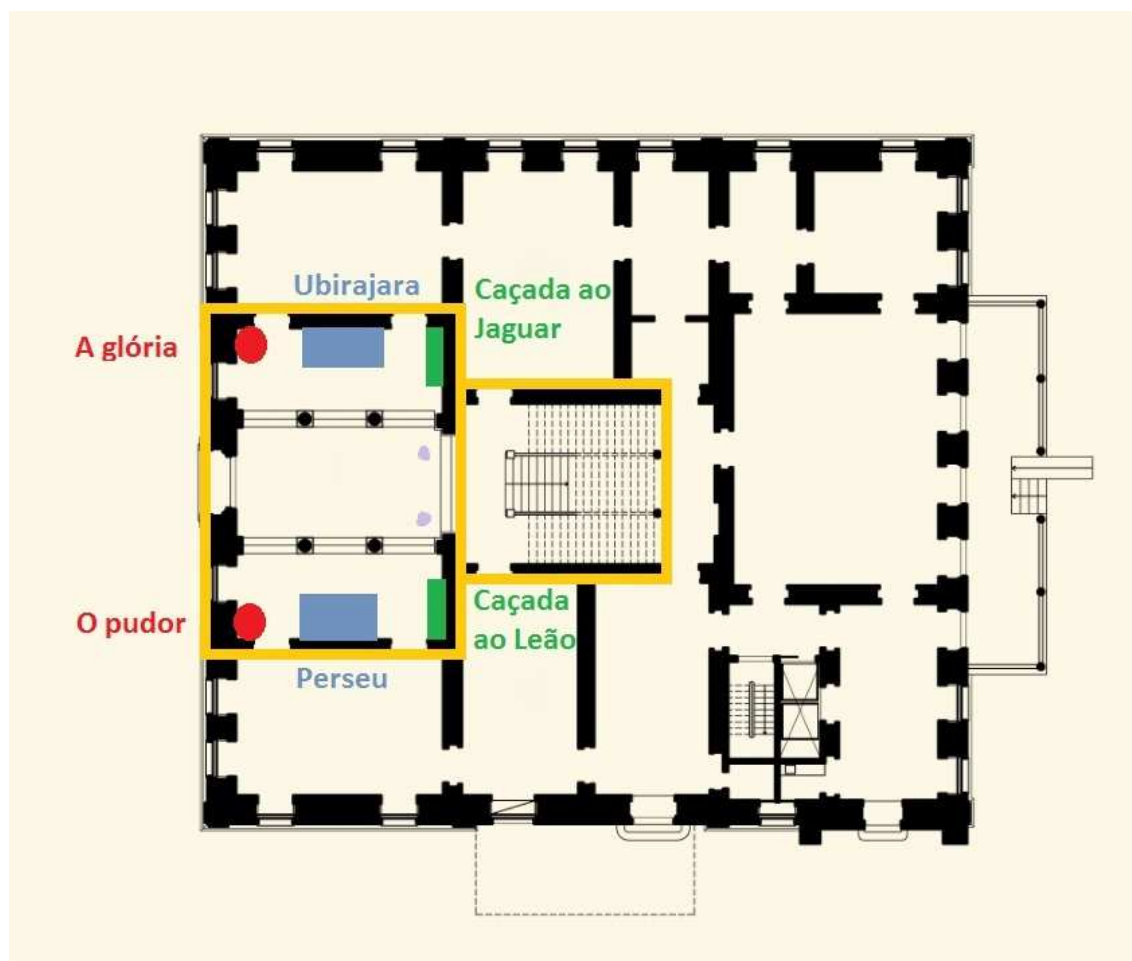 Ubirajara
Caçada ao
Jaguar
A glória
O pudor
Caçada
ao Leão
Perseu